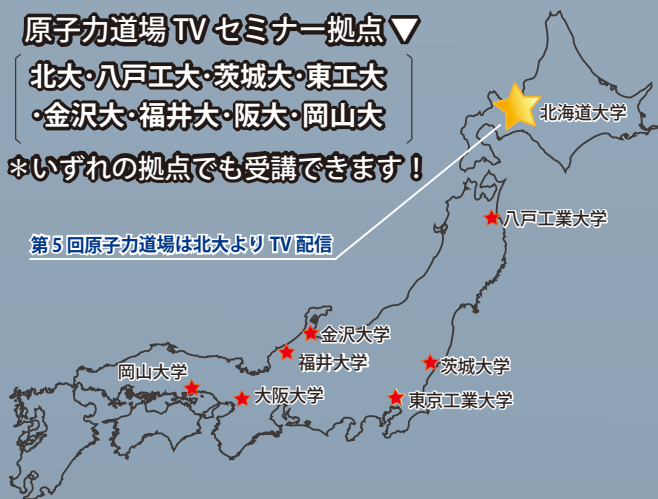 原子力道場 TV セミナー拠点 ▼
北大・八戸工大・茨城大・東工大
・金沢大・福井大・阪大・岡山大
＊いずれの拠点でも受講できます！
北海道大学
八戸工業大学
第5回原子力道場は北大より TV 配信
金沢大学
福井大学
茨城大学
岡山大学
大阪大学
東京工業大学